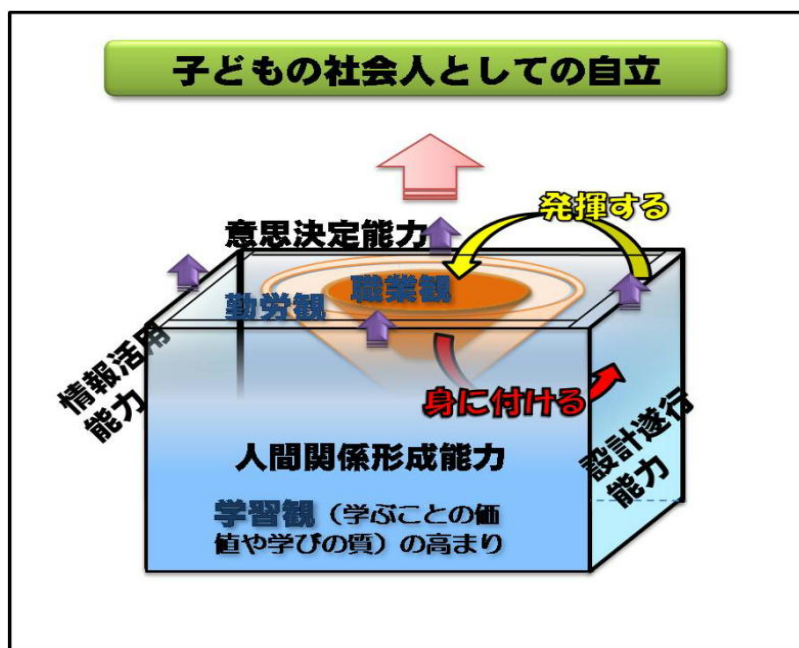 子どもの社会人としての自立
発揮する
意思決定能力
職業観
勤労観
情報活用
能力
身に付ける
設計遂行
能力
人間関係形成能力
学習観（学ぶことの価
値や学びの質）の高まり